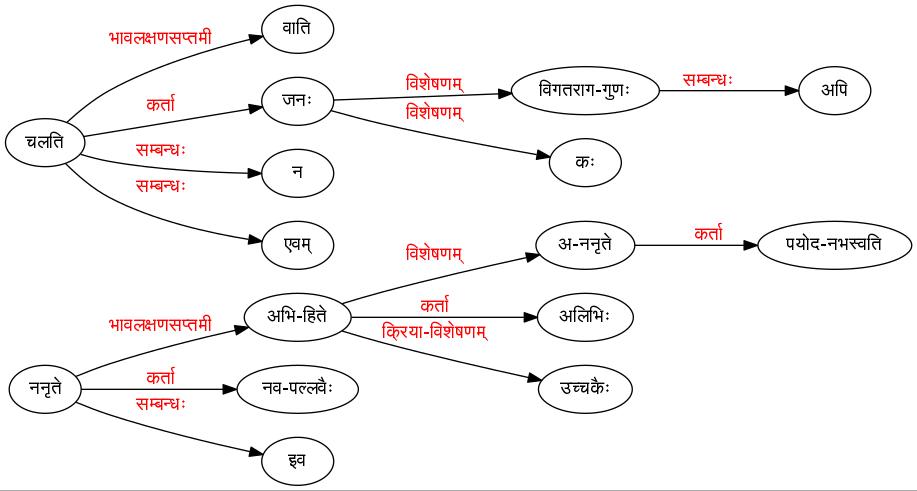 भावलक्षणसप्तमी वाति
कर्ता जनः विशेषणम् विगतराग-गुणः सम्बन्धः अपि
चलति
विशेषणम् कः
सम्बन्धः न
सम्बन्धः एवम्
विशेषणम् अ-ननृते कर्ता पयोद-नभस्वति
भावलक्षणसप्तमी अभि-हिते कर्ता अलिभिः
क्रिया-विशेषणम् उच्चकैः
ननृते कर्ता नव-पल्लवैः
सम्बन्धः इव